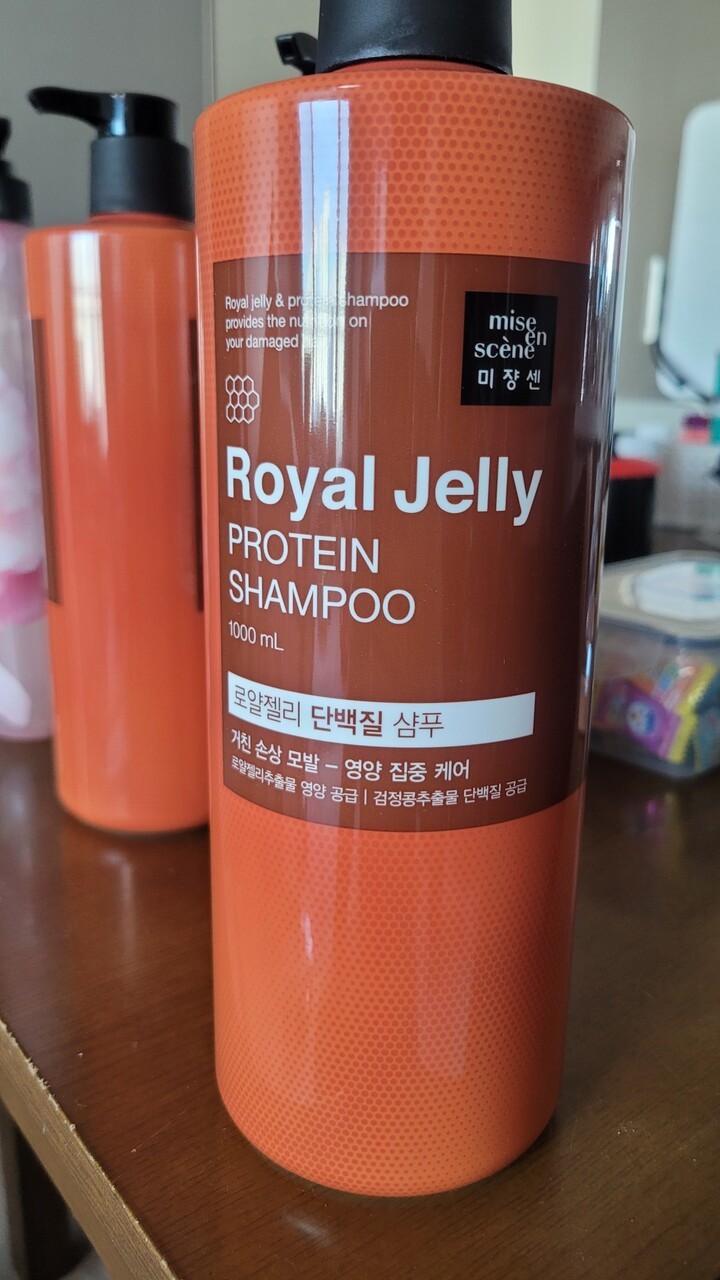 Royal jelly & protein shampoo
provides the nutrition on
your damaged
mise
en
scène
미쟝센
Royal Jelly
PROTEIN
SHAMPOO
1000 mL
로얄젤리 단백질 샴푸
거친 손상 모발 – 영양 집중 케어
로얄젤리추출물 영양 공급 | 검정콩추출물 단백질 공급